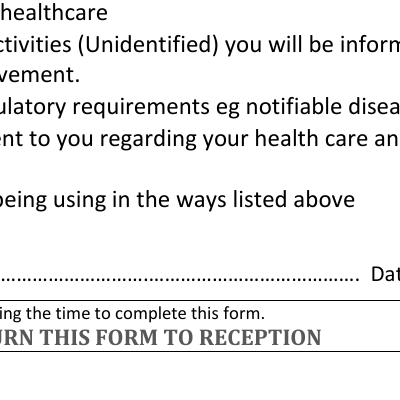 healthcare
ctivities (Unidentified) you will be inform
vement.
ulatory requirements eg notifiable disea
ent to you regarding your health care an
being using in the ways listed above
................................................................. Dat
ing the time to complete this form.
URN THIS FORM TO RECEPTION